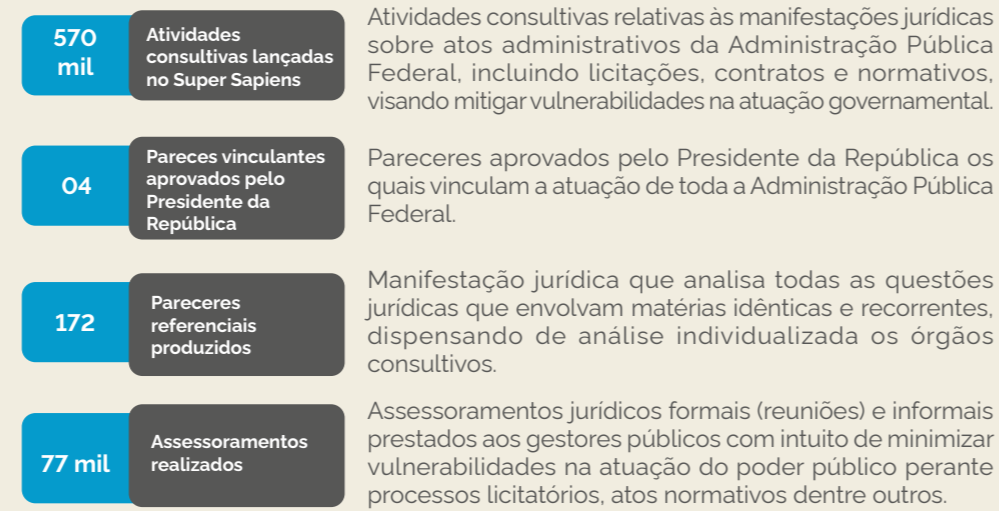 570
mil
Atividades
consultivas lançadas
no Super Sapiens
Atividades consultivas relativas às manifestações jurídicas
sobre atos administrativos da Administração Pública
Federal, incluindo licitações, contratos e normativos,
visando mitigar vulnerabilidades na atuação governamental.
04
Pareces vinculantes
aprovados pelo
Presidente da
República
Pareceres aprovados pelo Presidente da República os
quais vinculam a atuação de toda a Administração Pública
Federal.
172
Pareceres
referenciais
produzidos
Manifestação jurídica que analisa todas as questões
jurídicas que envolvam matérias idênticas e recorrentes,
dispensando de análise individualizada os órgãos
consultivos.
77 mil
Assessoramentos
realizados
Assessoramentos jurídicos formais (reuniões) e informais
prestados aos gestores públicos com intuito de minimizar
vulnerabilidades na atuação do poder público perante
processos licitatórios, atos normativos dentre outros.